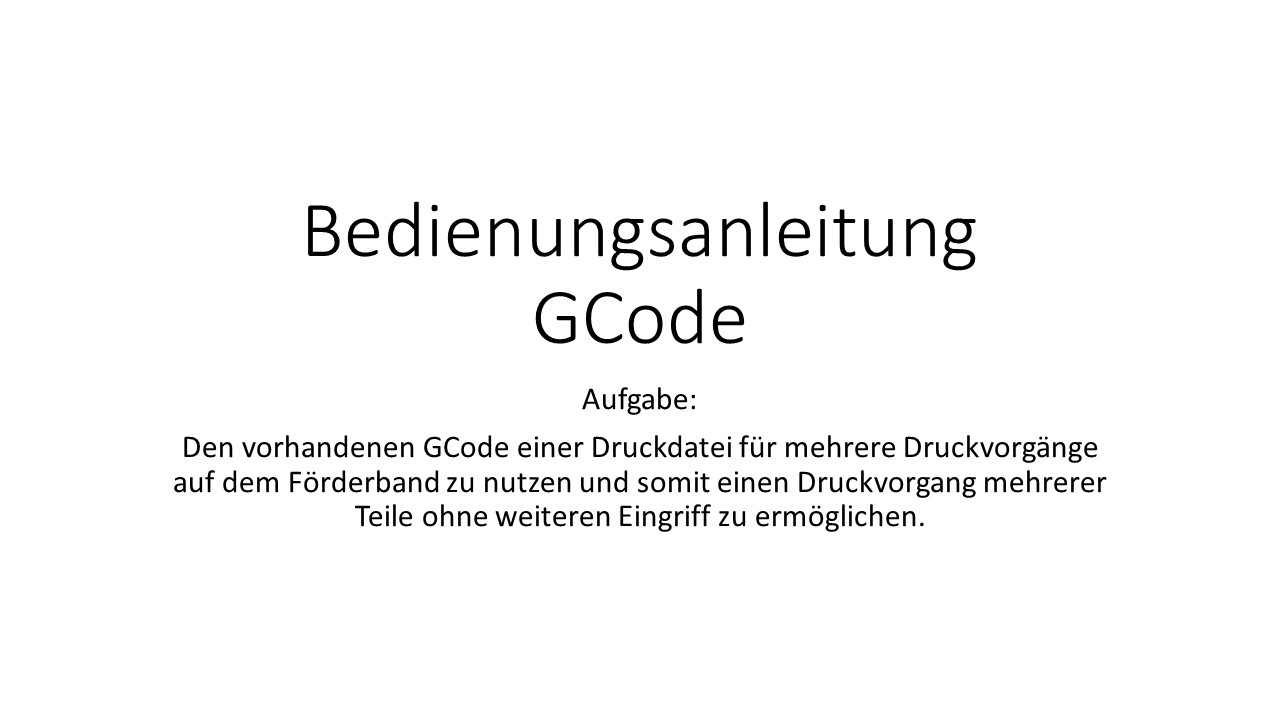 Bedienungsanleitung
GCode
Aufgabe:
Den vorhandenen GCode einer Druckdatei für mehrere Druckvorgänge
auf dem Förderband zu nutzen und somit einen Druckvorgang mehrerer
Teile ohne weiteren Eingriff zu ermöglichen.